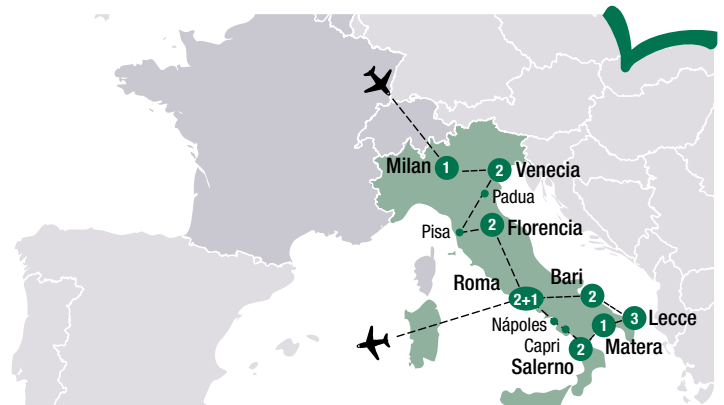 Milan 1
2 Venecia
Padua
Pisa
2 Florencia
Roma
2+1
Bari
2
Nápoles
3 Lecce
1
Capri
Matera
2
Salerno